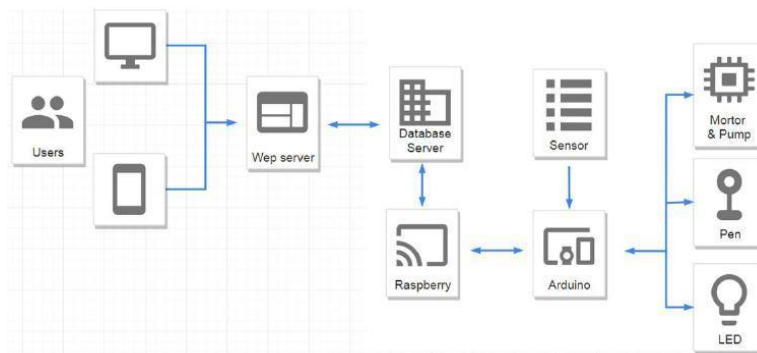 Users
Wep server
Database
Server
Sensor
Mortor
& Pump
Raspberry
Arduino
Pen
LED